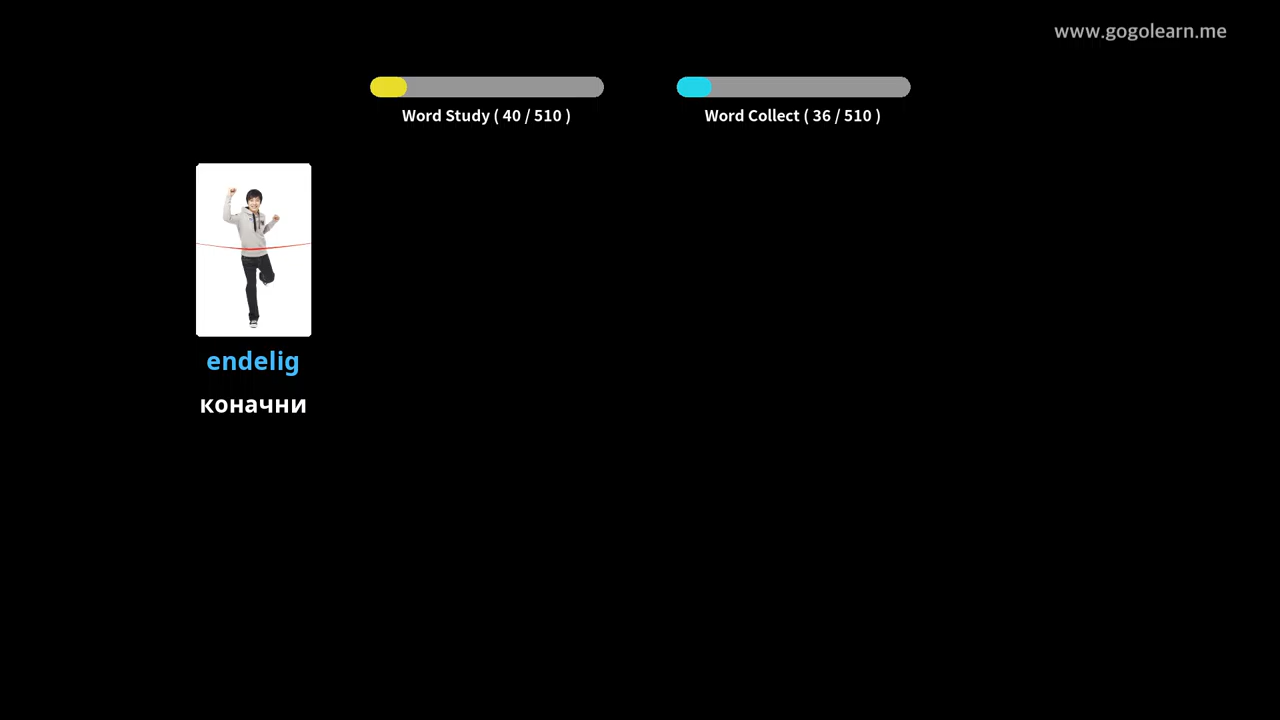 www.gogolearn.me
Word Study ( 40 / 510 )
Word Collect ( 36 / 510 )
endelig
коначни